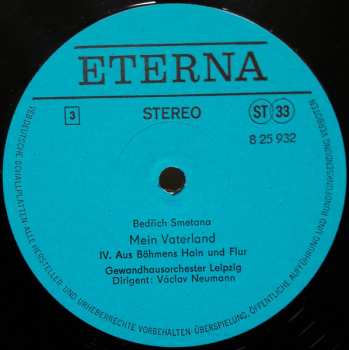 ETERNA
3
STEREO
ST 33
8 25 932
Bedřich Smetana
Mein Vaterland
IV. Aus Böhmens Hain und Flur
Gewandhausorchester Leipzig
Dirigent: Václav Neumann
VEB DEUTSCHE SCHALLPLATTEN · ALLE HERSTELLER- UND URHEBERRECHTE VORBEHALTEN · ÜBERSPIELUNG, ÖFFENTLICHE AUFFÜHRUNG UND RUNDFUNKSENDUNG VERBOTEN